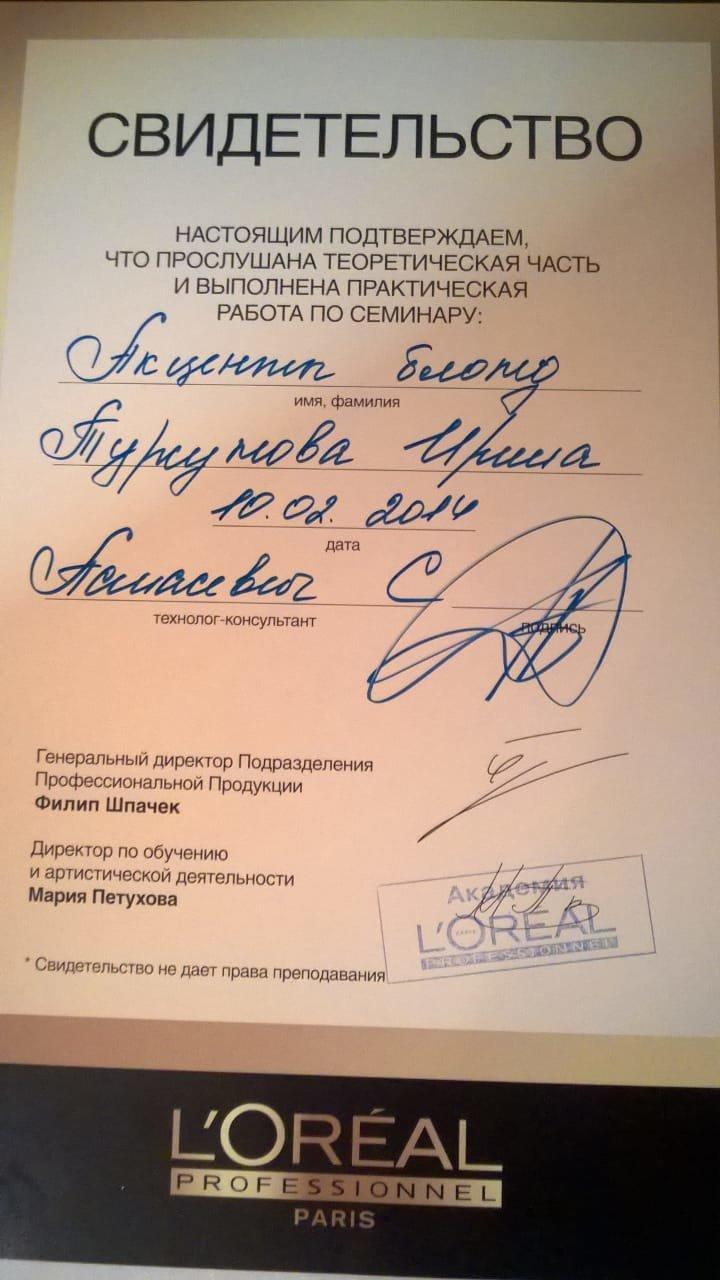 СВИДЕТЕЛЬСТВО
НАСТОЯЩИМ ПОДТВЕРЖДАЕМ,
ЧТО ПРОСЛУШАНА ТЕОРЕТИЧЕСКАЯ ЧАСТЬ
И ВЫПОЛНЕНА ПРАКТИЧЕСКАЯ
РАБОТА ПО СЕМИНАРУ:
Акценты блонд
имя, фамилия
Ирина
10.02.2014
дата
С
технолог-консультант
подпись
Генеральный директор Подразделения
Профессиональной Продукции
Филип Шпачек
Директор по обучению
и артистической деятельности
Мария Петухова
Академия
L'ORÉAL
PROFESSIONNEL
* Свидетельство не дает права преподавания
L'ORÉAL
PROFESSIONNEL
PARIS